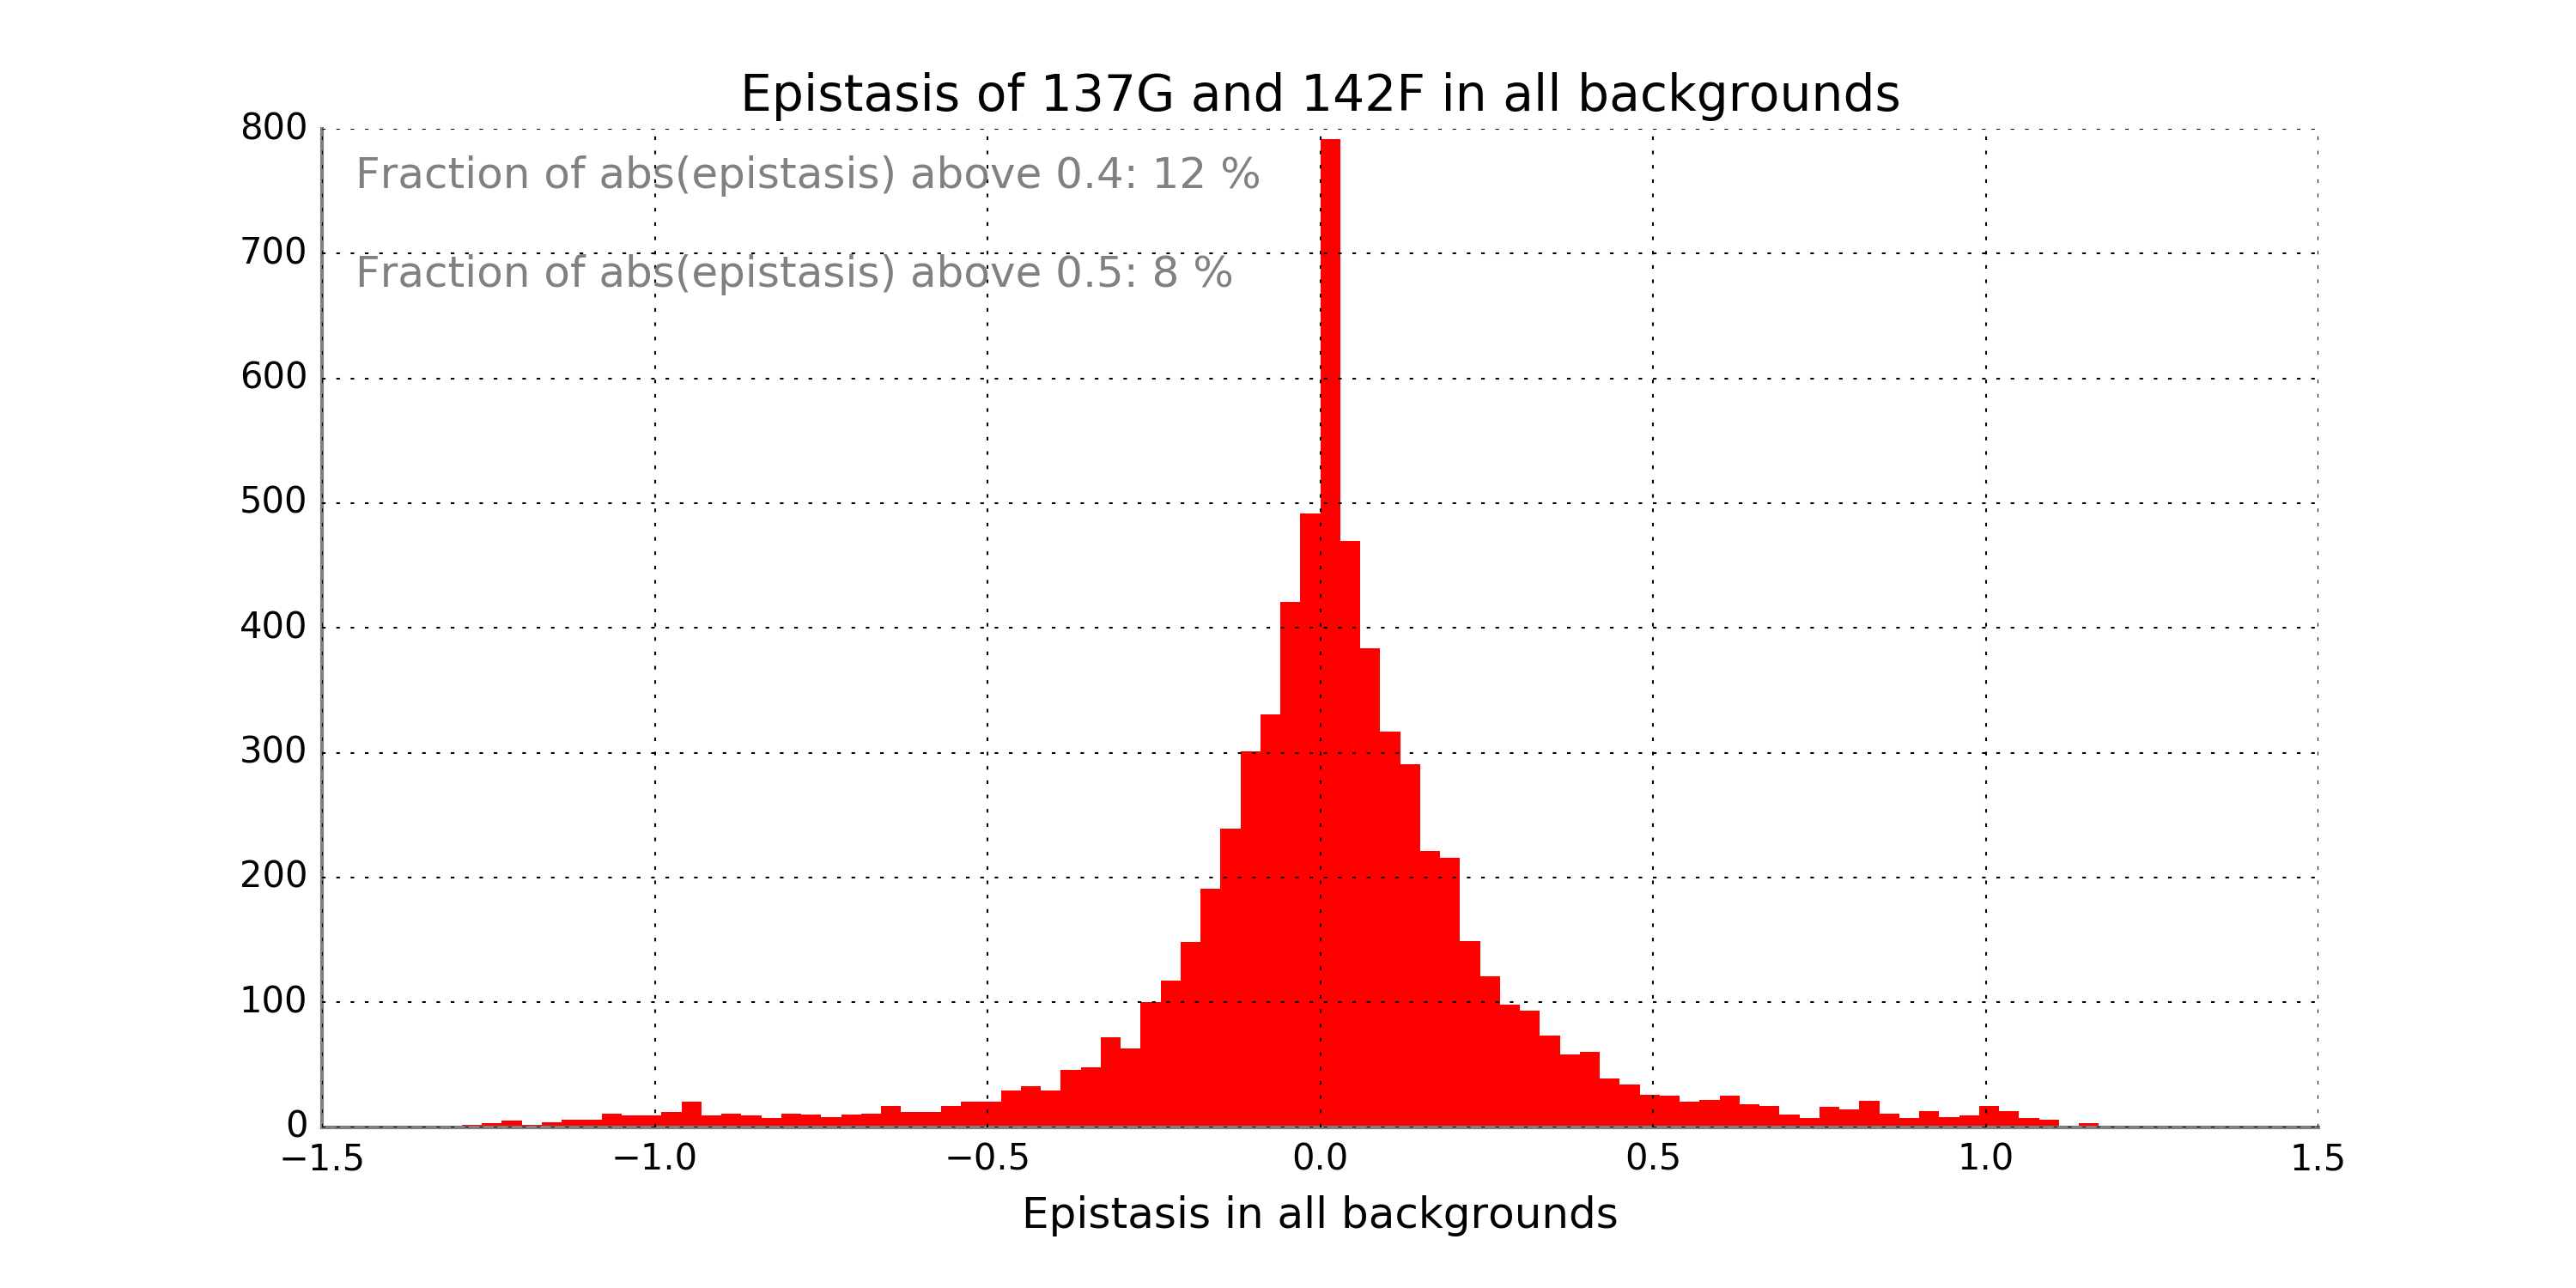 Epistasis of 137G and 142F in all backgrounds
800
Fraction of abs(epistasis) above 0.4: 12 %
700
Fraction of abs(epistasis) above 0.5: 8 %
600
500
400
300
200
100
0
−1.5 −1.0 −0.5 0.0 0.5 1.0 1.5
Epistasis in all backgrounds